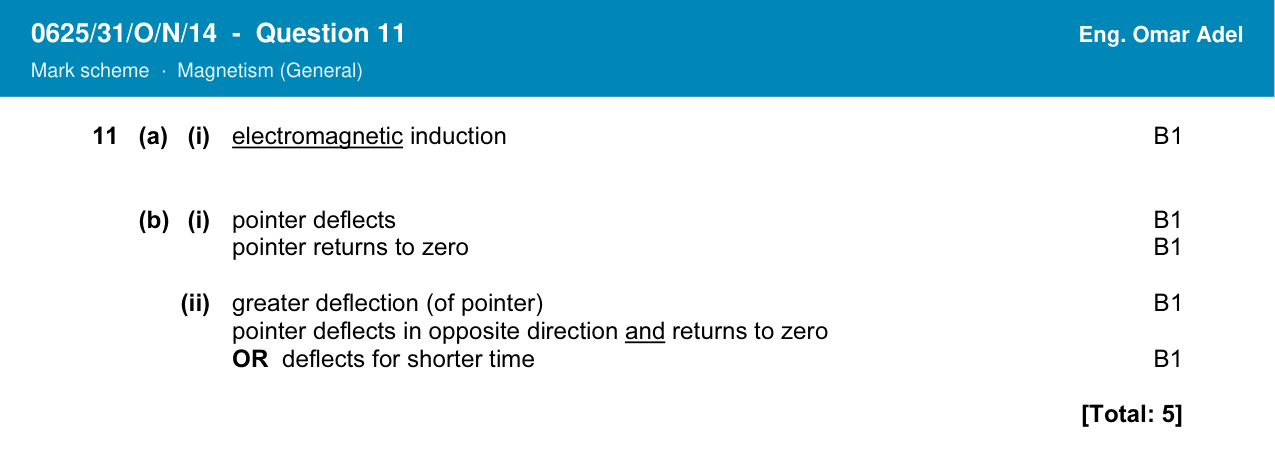 0625/31/O/N/14 - Question 11 Eng. Omar Adel
Mark scheme · Magnetism (General)
11 (a) (i) electromagnetic induction B1
(b) (i) pointer deflects B1
pointer returns to zero B1
(ii) greater deflection (of pointer) B1
pointer deflects in opposite direction and returns to zero
OR deflects for shorter time B1
[Total: 5]